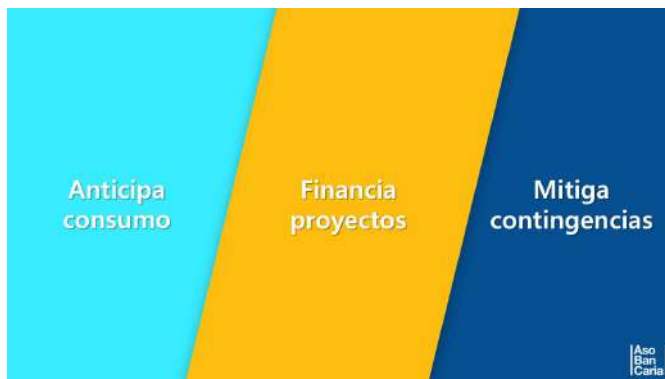 Anticipa
consumo
Financia
proyectos
Mitiga
contingencias
Aso
Ban
Caria